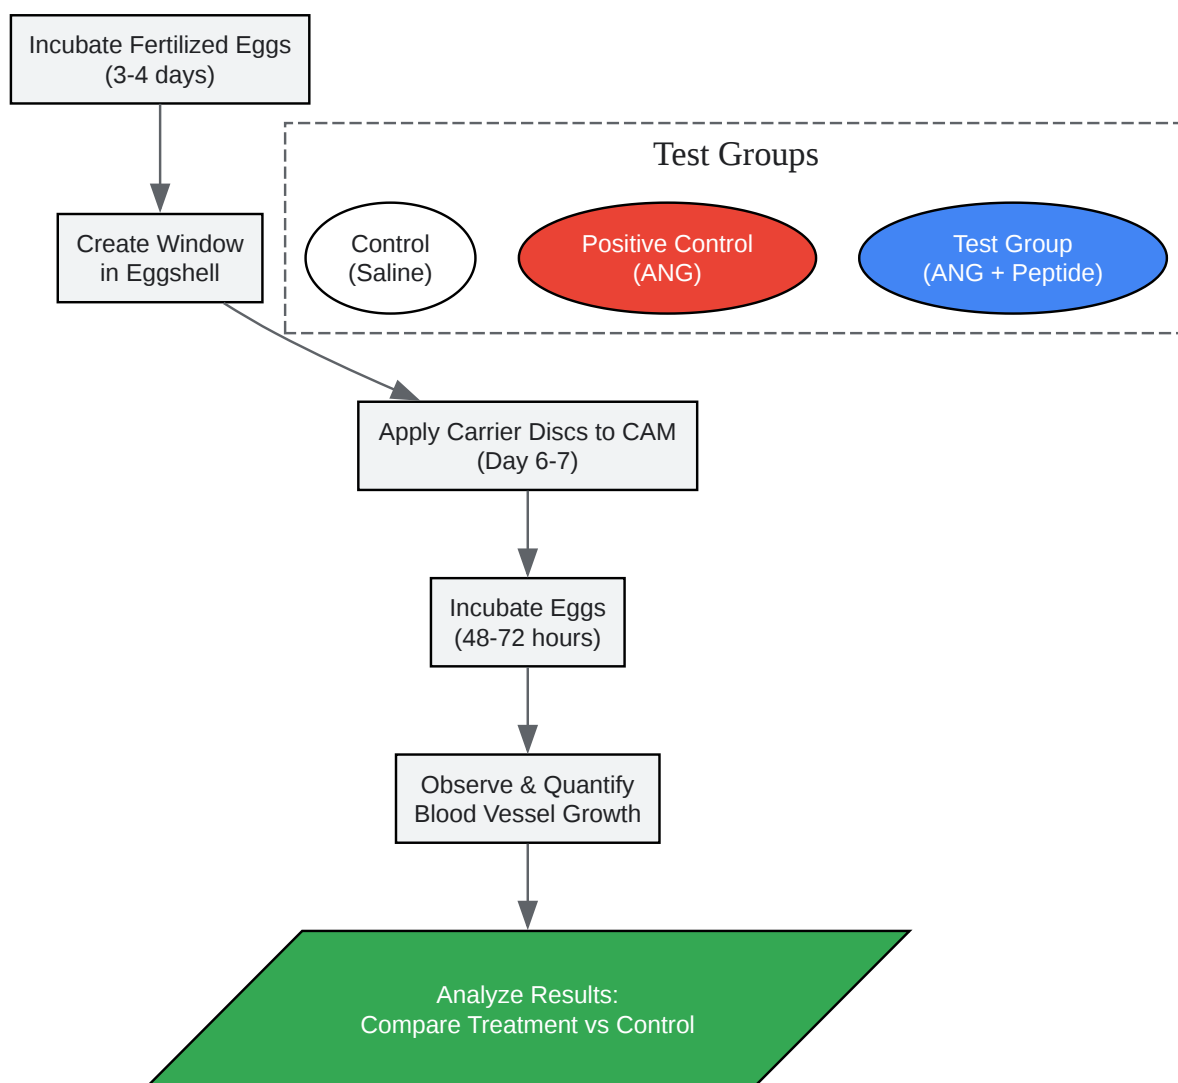 Incubate Fertilized Eggs
(3-4 days)
Test Groups
Create Window
in Eggshell
Control
(Saline)
Positive Control
(ANG)
Test Group
(ANG + Peptide)
Apply Carrier Discs to CAM
(Day 6-7)
Incubate Eggs
(48-72 hours)
Observe & Quantify
Blood Vessel Growth
Analyze Results:
Compare Treatment vs Control